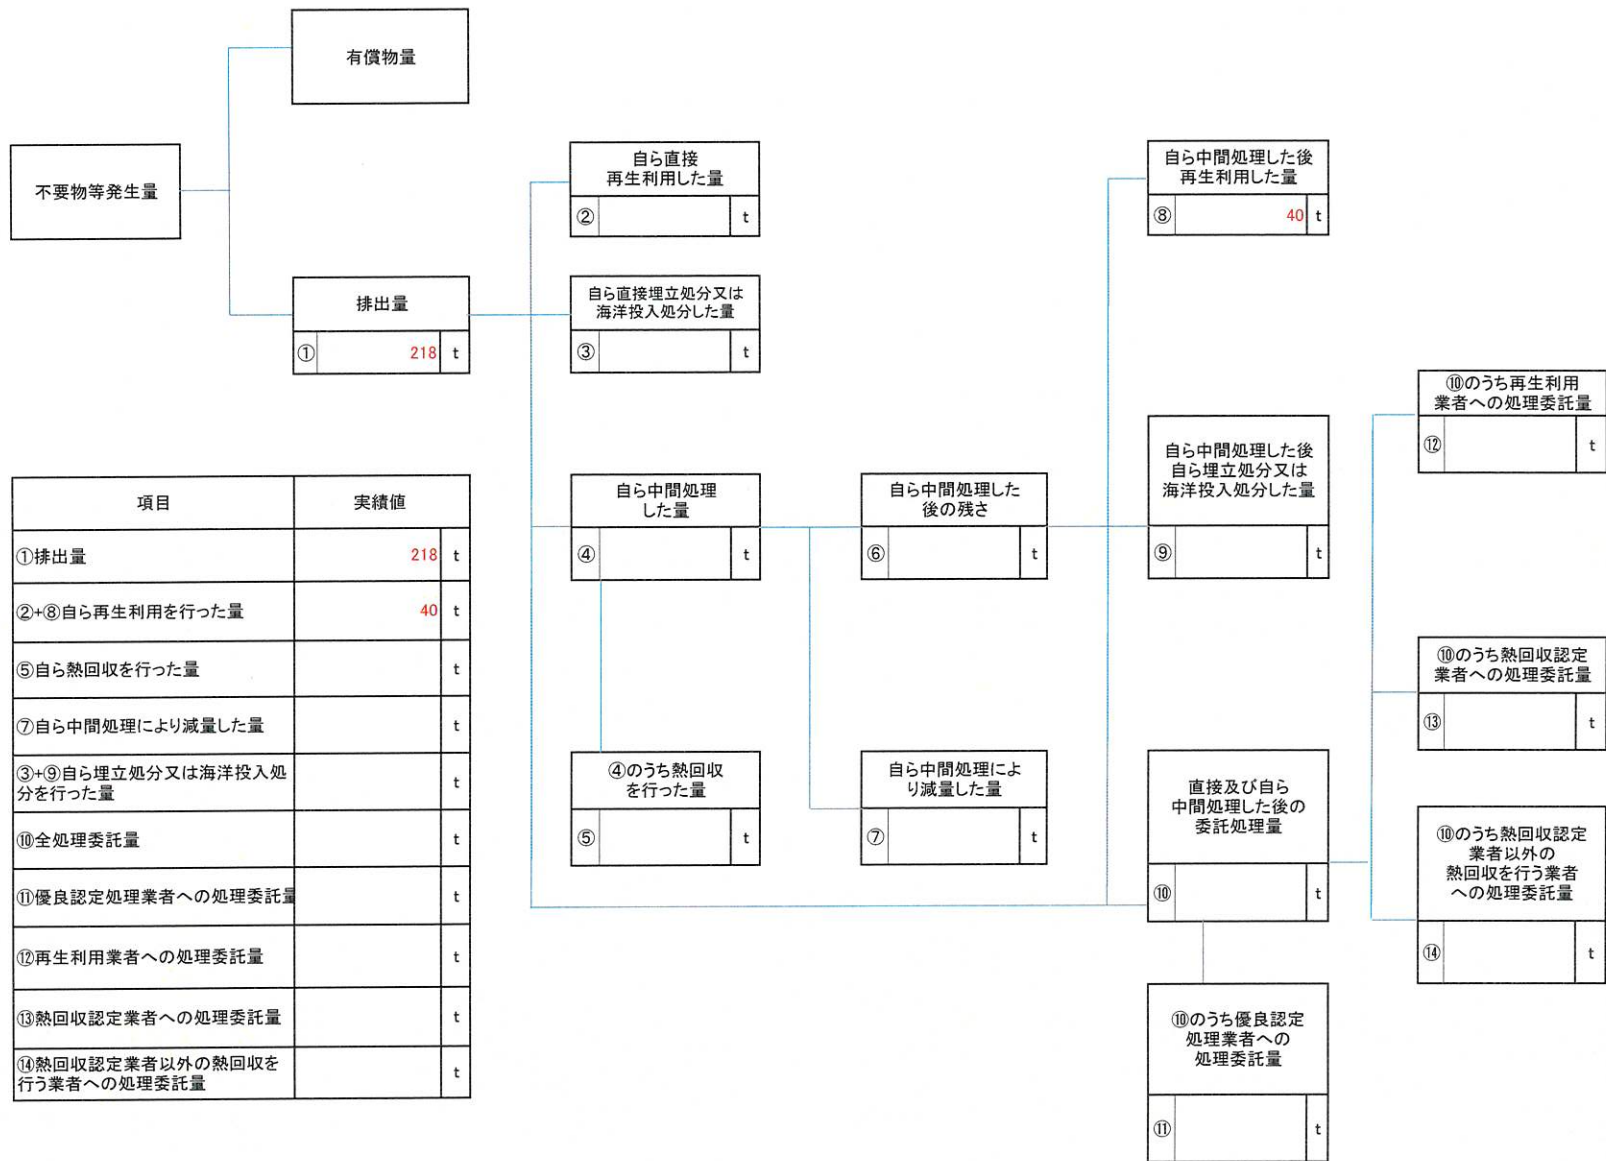 有償物量
不要物等発生量
排出量
① 218 t
自ら直接
再生利用した量
② t
自ら直接埋立処分又は
海洋投入処分した量
③ t
自ら中間処理
した量
④ t
④のうち熱回収
を行った量
⑤ t
自ら中間処理した
後の残さ
⑥ t
自ら中間処理によ
り減量した量
⑦ t
自ら中間処理した後
再生利用した量
⑧ 40 t
自ら中間処理した後
自ら埋立処分又は
海洋投入処分した量
⑨ t
直接及び自ら
中間処理した後の
委託処理量
⑩ t
⑩のうち優良認定
処理業者への
処理委託量
⑪ t
⑩のうち再生利用
業者への処理委託量
⑫ t
⑩のうち熱回収認定
業者への処理委託量
⑬ t
⑩のうち熱回収認定
業者以外の
熱回収を行う業者
への処理委託量
⑭ t
項目 実績値
①排出量 218 t
②+⑧自ら再生利用を行った量 40 t
⑤自ら熱回収を行った量 t
⑦自ら中間処理により減量した量 t
③+⑨自ら埋立処分又は海洋投入処
分を行った量 t
⑩全処理委託量 t
⑪優良認定処理業者への処理委託量 t
⑫再生利用業者への処理委託量 t
⑬熱回収認定業者への処理委託量 t
⑭熱回収認定業者以外の熱回収を
行う業者への処理委託量 t